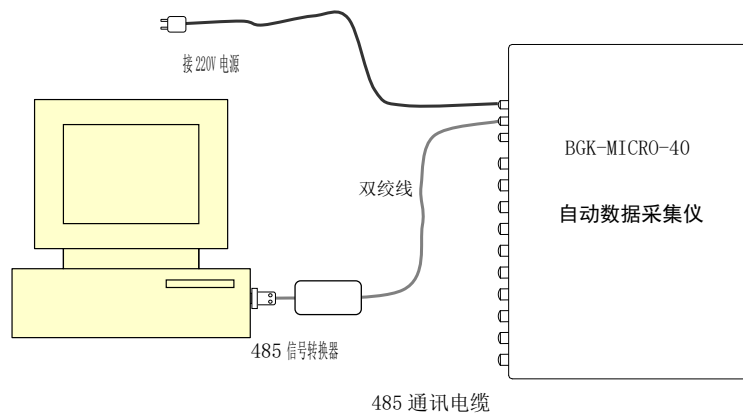 接 220V 电源
BGK-MICRO-40
双绞线
自动数据采集仪
485 信号转换器
485 通讯电缆